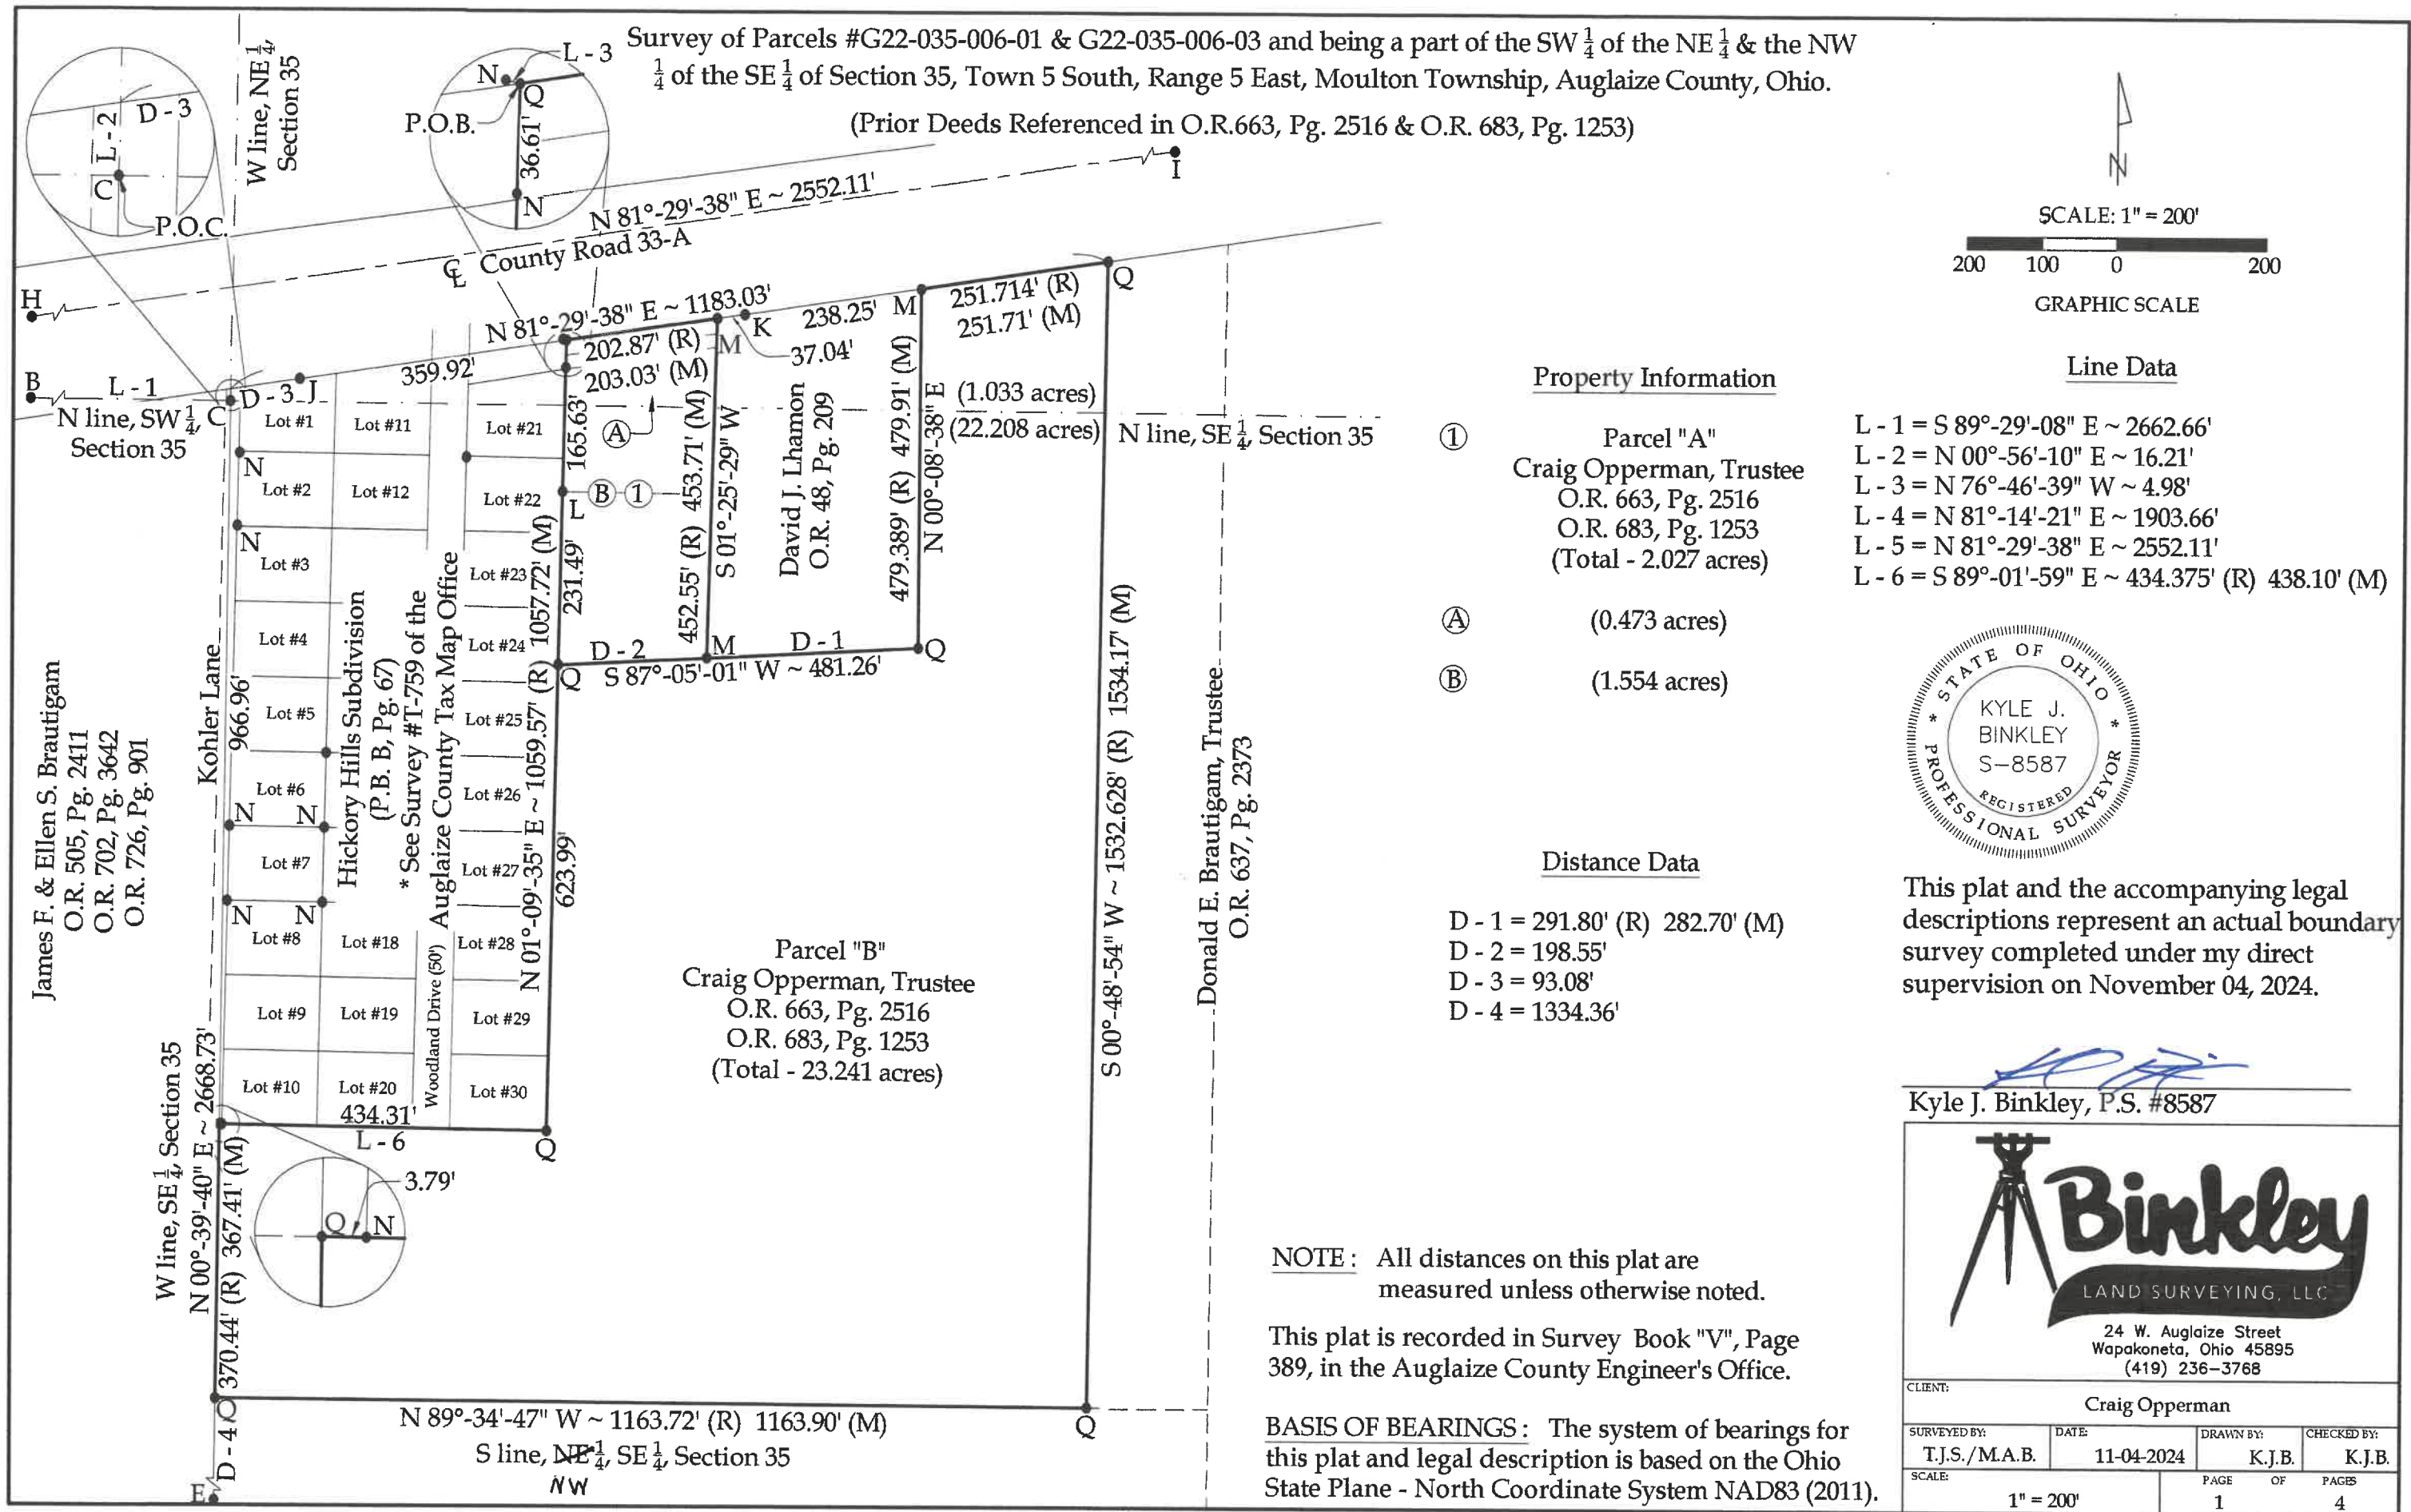 Survey of Parcels #G22-035-006-01 & G22-035-006-03 and being a part of the SW 1/4 of the NE 1/4 & the NW
1/4 of the SE 1/4 of Section 35, Town 5 South, Range 5 East, Moulton Township, Auglaize County, Ohio.
(Prior Deeds Referenced in O.R.663, Pg. 2516 & O.R. 683, Pg. 1253)
D - 3
L - 2
C
P.O.C.
W line, NE 1/4,
Section 35
L - 3
N
Q
P.O.B.
36.61'
N
N 81°-29'-38" E ~ 2552.11'
I
℄ County Road 33-A
H
N 81°-29'-38" E ~ 1183.03'
B
L - 1
N line, SW 1/4,
Section 35
C
D - 3
J
359.92'
202.87' (R)
203.03' (M)
M
K
37.04'
238.25'
M
251.714' (R)
251.71' (M)
Q
(1.033 acres)
(22.208 acres)
N line, SE 1/4, Section 35
Lot #1
Lot #11
Lot #21
N
Lot #2
Lot #12
Lot #22
N
Lot #3
Lot #23
Lot #4
Lot #24
Lot #5
Lot #25
Lot #6
Lot #26
N
N
Lot #7
Lot #27
N
N
Lot #8
Lot #18
Lot #28
Lot #9
Lot #19
Lot #29
Lot #10
Lot #20
Lot #30
165.63'
A
B
1
L
231.49'
452.55' (R) 453.71' (M)
S 01°-25'-29" W
David J. Lhamon
O.R. 48, Pg. 209
479.389' (R) 479.91' (M)
N 00°-08'-38" E
D - 2
M
D - 1
Q
Q
S 87°-05'-01" W ~ 481.26'
N 01°-09'-35" E ~ 1059.57' (R) 1057.72' (M)
623.99'
Hickory Hills Subdivision
(P.B. B, Pg. 67)
* See Survey #T-759 of the
Auglaize County Tax Map Office
Woodland Drive (50')
Kohler Lane
966.96'
James F. & Ellen S. Brautigam
O.R. 505, Pg. 2411
O.R. 702, Pg. 3642
O.R. 726, Pg. 901
W line, SE 1/4, Section 35
N 00°-39'-40" E ~ 2668.73'
370.44' (R) 367.41' (M)
434.31'
L - 6
Q
3.79'
Q
N
Parcel "B"
Craig Opperman, Trustee
O.R. 663, Pg. 2516
O.R. 683, Pg. 1253
(Total - 23.241 acres)
S 00°-48'-54" W ~ 1532.628' (R) 1534.17' (M)
Donald E. Brautigam, Trustee
O.R. 637, Pg. 2373
Q
D - 4
E
N 89°-34'-47" W ~ 1163.72' (R) 1163.90' (M)
Q
S line, NE 1/4, SE 1/4, Section 35
NW
N
SCALE: 1" = 200'
200 100 0 200
GRAPHIC SCALE
Property Information
1
Parcel "A"
Craig Opperman, Trustee
O.R. 663, Pg. 2516
O.R. 683, Pg. 1253
(Total - 2.027 acres)
A (0.473 acres)
B (1.554 acres)
Line Data
L - 1 = S 89°-29'-08" E ~ 2662.66'
L - 2 = N 00°-56'-10" E ~ 16.21'
L - 3 = N 76°-46'-39" W ~ 4.98'
L - 4 = N 81°-14'-21" E ~ 1903.66'
L - 5 = N 81°-29'-38" E ~ 2552.11'
L - 6 = S 89°-01'-59" E ~ 434.375' (R) 438.10' (M)
Distance Data
D - 1 = 291.80' (R) 282.70' (M)
D - 2 = 198.55'
D - 3 = 93.08'
D - 4 = 1334.36'
STATE OF OHIO
KYLE J.
BINKLEY
S-8587
REGISTERED
* PROFESSIONAL SURVEYOR *
This plat and the accompanying legal
descriptions represent an actual boundary
survey completed under my direct
supervision on November 04, 2024.
Kyle J. Binkley, P.S. #8587
NOTE : All distances on this plat are
measured unless otherwise noted.
This plat is recorded in Survey Book "V", Page
389, in the Auglaize County Engineer's Office.
BASIS OF BEARINGS : The system of bearings for
this plat and legal description is based on the Ohio
State Plane - North Coordinate System NAD83 (2011).
Binkley
LAND SURVEYING, LLC
24 W. Auglaize Street
Wapakoneta, Ohio 45895
(419) 236-3768
CLIENT:
Craig Opperman
SURVEYED BY: DATE: DRAWN BY: CHECKED BY:
T.J.S./M.A.B. 11-04-2024 K.J.B. K.J.B.
SCALE: PAGE OF PAGES
1" = 200' 1 4